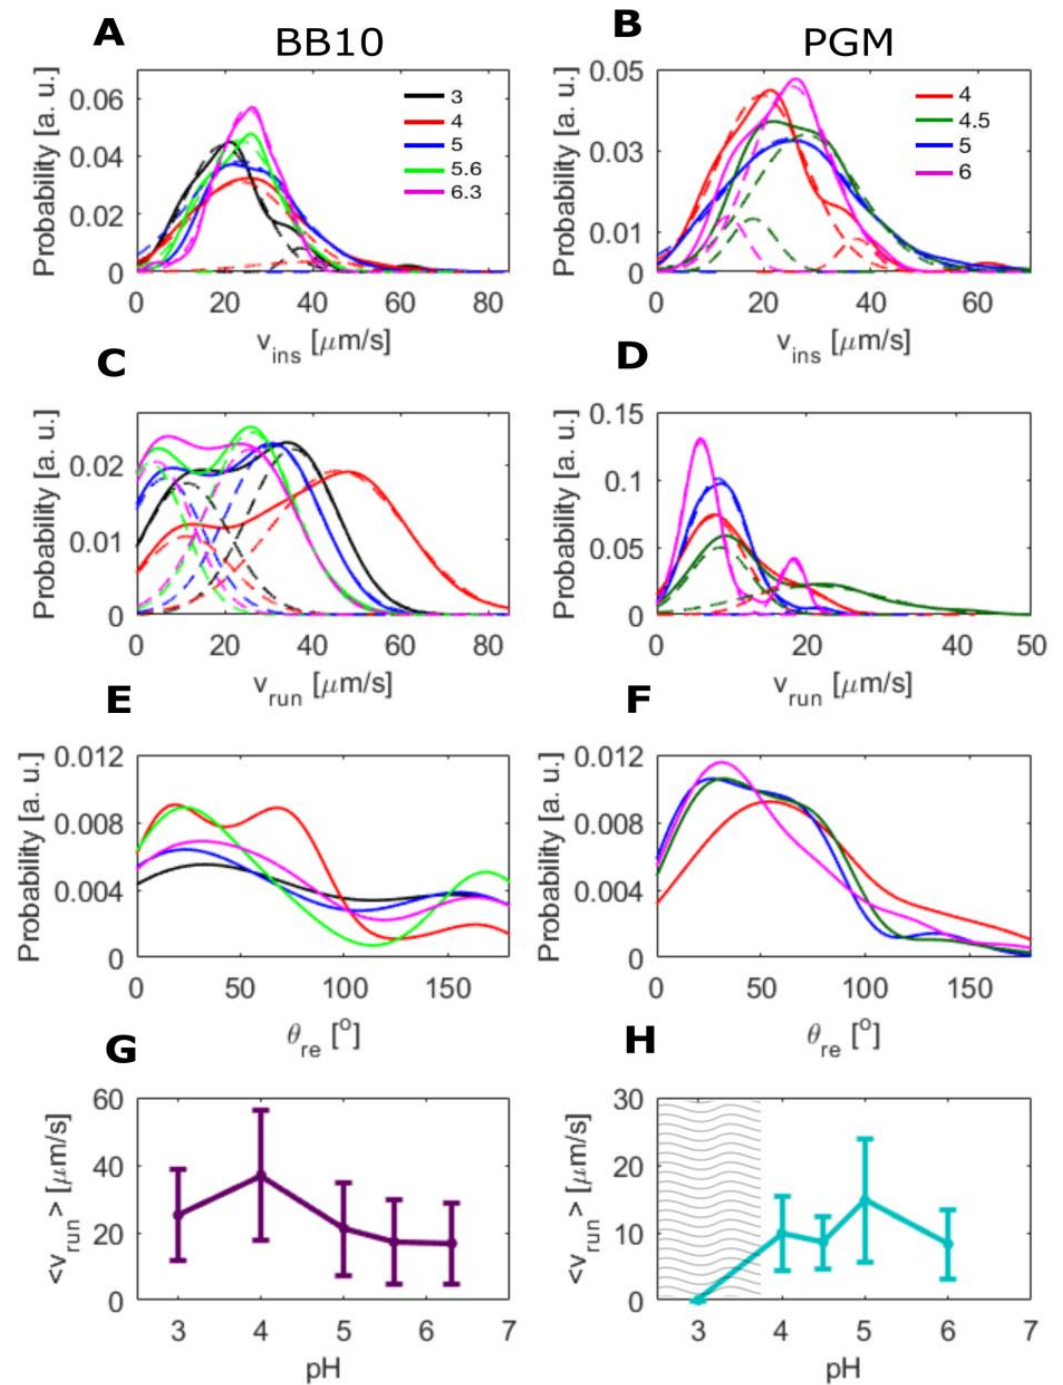 A BB10
B PGM
Probability [a. u.]
0.06
0.04
0.02
0
3
4
5
5.6
6.3
0 20 40 60 80
v_ins [μm/s]
Probability [a. u.]
0.05
0.03
0.01
0
4
4.5
5
6
0 20 40 60
v_ins [μm/s]
C
Probability [a. u.]
0.02
0.01
0
0 20 40 60 80
v_run [μm/s]
D
Probability [a. u.]
0.15
0.1
0.05
0
0 20 40 50
v_run [μm/s]
E
Probability [a. u.]
0.012
0.008
0.004
0
0 50 100 150
θ_re [°]
F
Probability [a. u.]
0.012
0.008
0.004
0
0 50 100 150
θ_re [°]
G
<v_run> [μm/s]
60
40
20
0
3 4 5 6 7
pH
H
<v_run> [μm/s]
30
20
10
0
3 4 5 6 7
pH